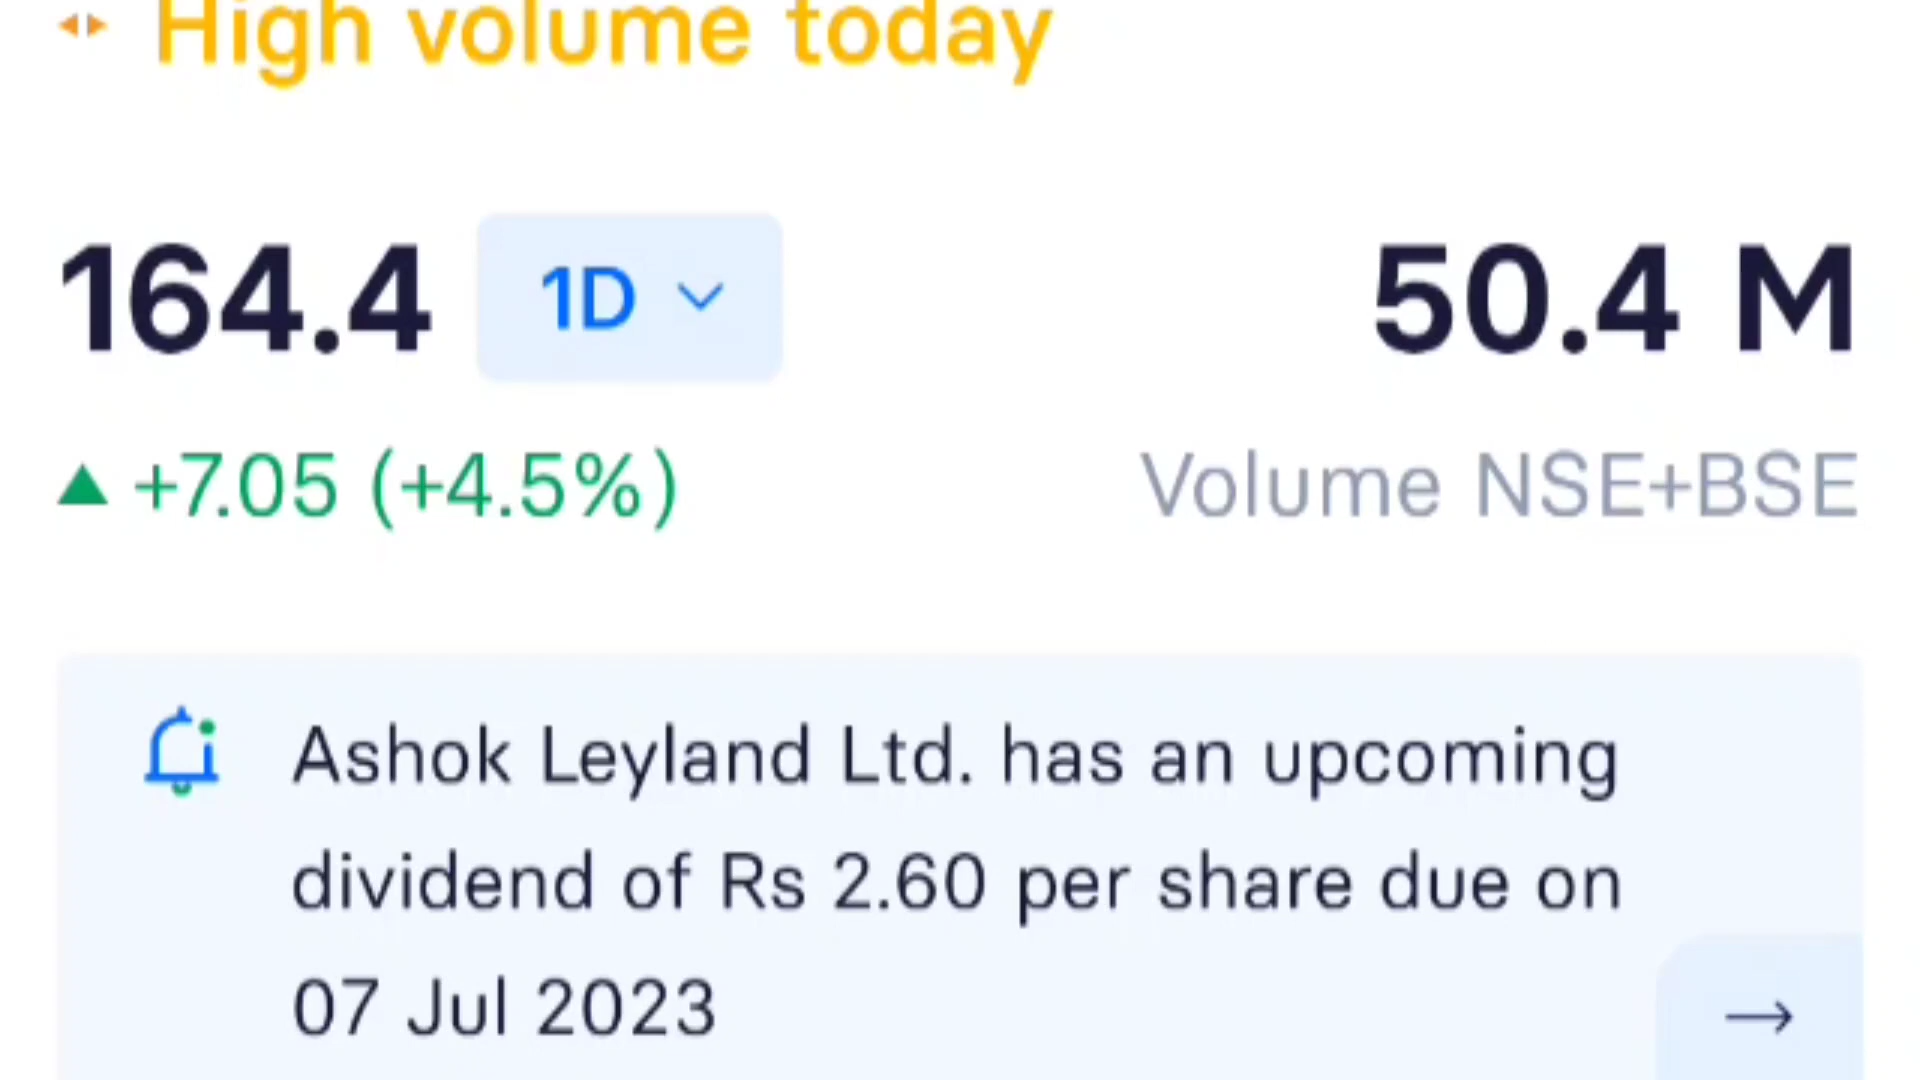 High volume today
164.4 1D 50.4 M
+7.05 (+4.5%) Volume NSE+BSE
Ashok Leyland Ltd. has an upcoming
dividend of Rs 2.60 per share due on
07 Jul 2023